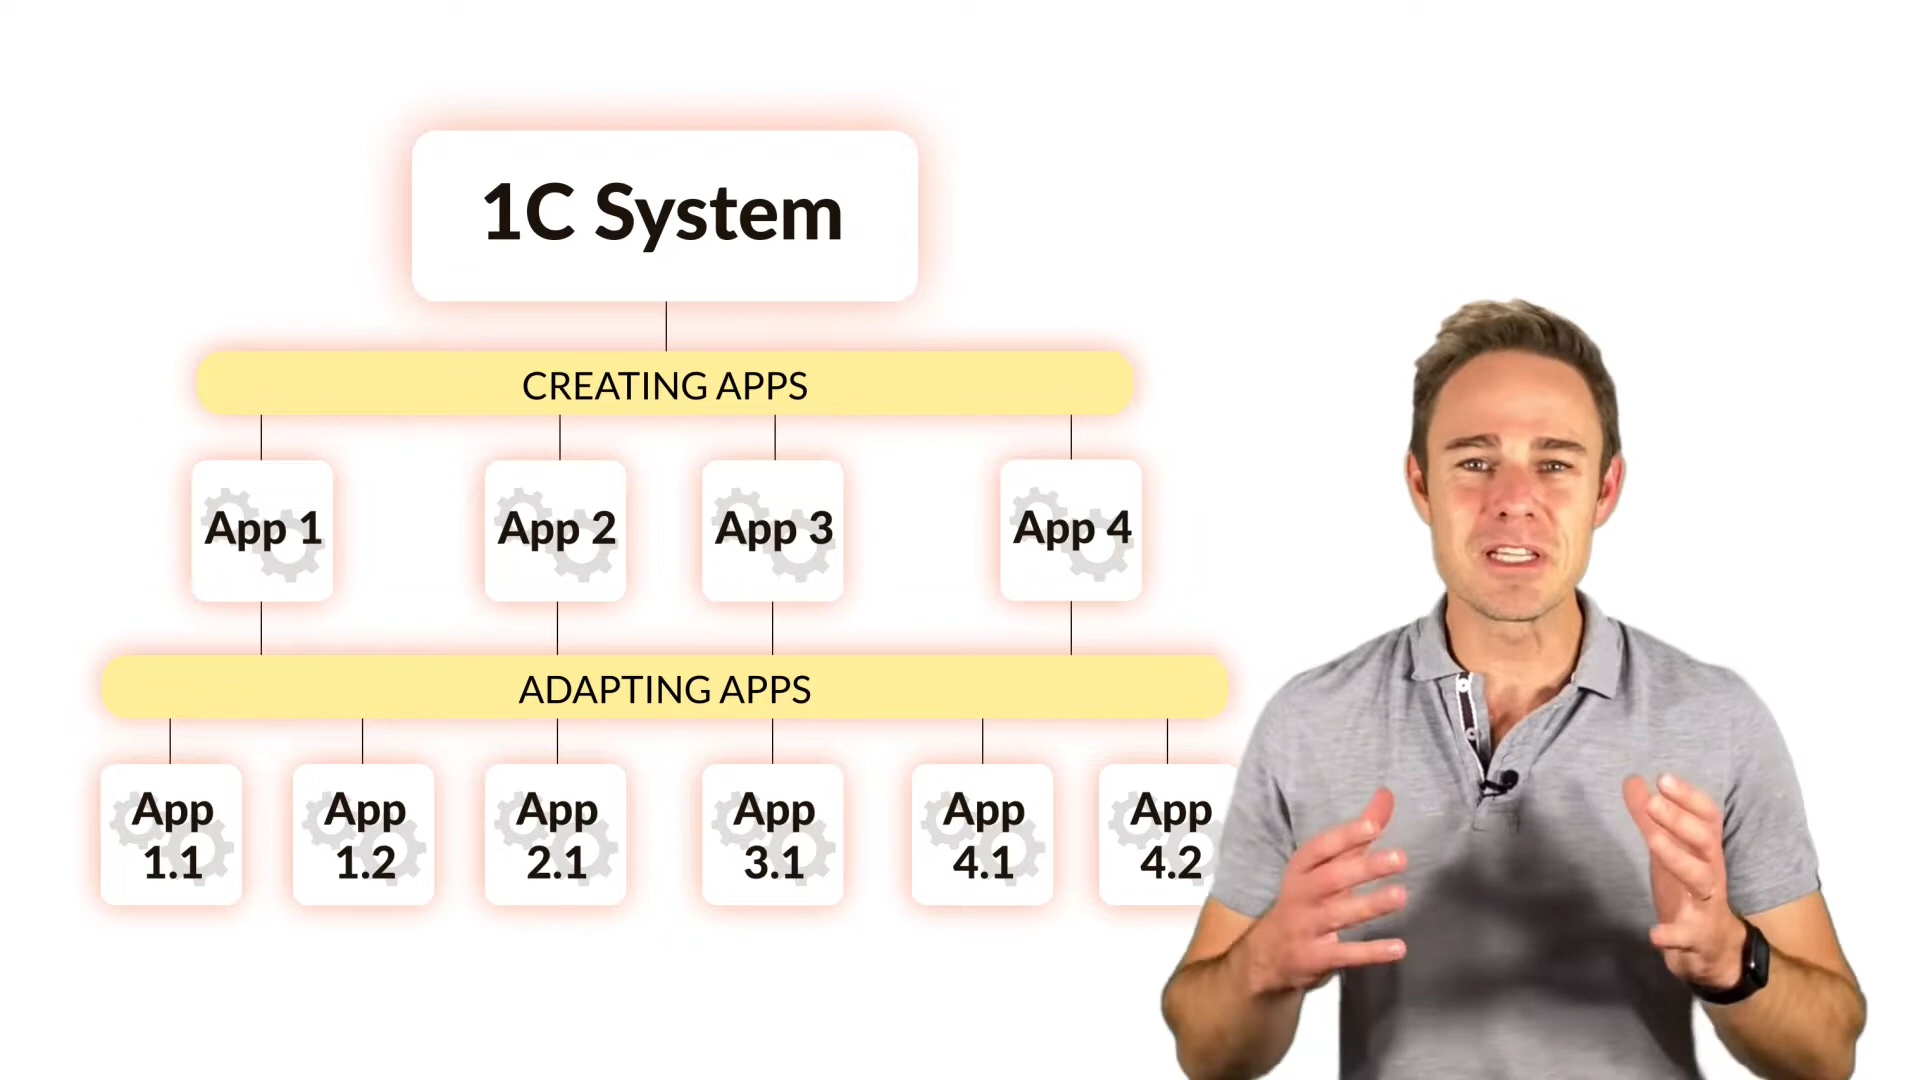 1C System
CREATING APPS
App 1
App 2
App 3
App 4
ADAPTING APPS
App
1.1
App
1.2
App
2.1
App
3.1
App
4.1
App
4.2